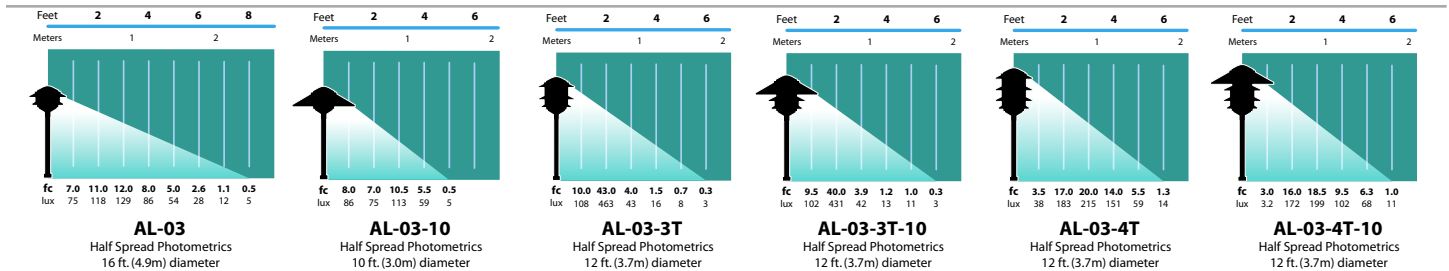 Feet 2 4 6 8
Meters 1 2
fc 7.0 11.0 12.0 8.0 5.0 2.6 1.1 0.5
lux 75 118 129 86 54 28 12 5
AL-03
Half Spread Photometrics
16 ft. (4.9m) diameter
Feet 2 4 6
Meters 1 2
fc 8.0 7.0 10.5 5.5 0.5
lux 86 75 113 59 5
AL-03-10
Half Spread Photometrics
10 ft. (3.0m) diameter
Feet 2 4 6
Meters 1 2
fc 10.0 43.0 4.0 1.5 0.7 0.3
lux 108 463 43 16 8 3
AL-03-3T
Half Spread Photometrics
12 ft. (3.7m) diameter
Feet 2 4 6
Meters 1 2
fc 9.5 40.0 3.9 1.2 1.0 0.3
lux 102 431 42 13 11 3
AL-03-3T-10
Half Spread Photometrics
12 ft. (3.7m) diameter
Feet 2 4 6
Meters 1 2
fc 3.5 17.0 20.0 14.0 5.5 1.3
lux 38 183 215 151 59 14
AL-03-4T
Half Spread Photometrics
12 ft. (3.7m) diameter
Feet 2 4 6
Meters 1 2
fc 3.0 16.0 18.5 9.5 6.3 1.0
lux 3.2 172 199 102 68 11
AL-03-4T-10
Half Spread Photometrics
12 ft. (3.7m) diameter